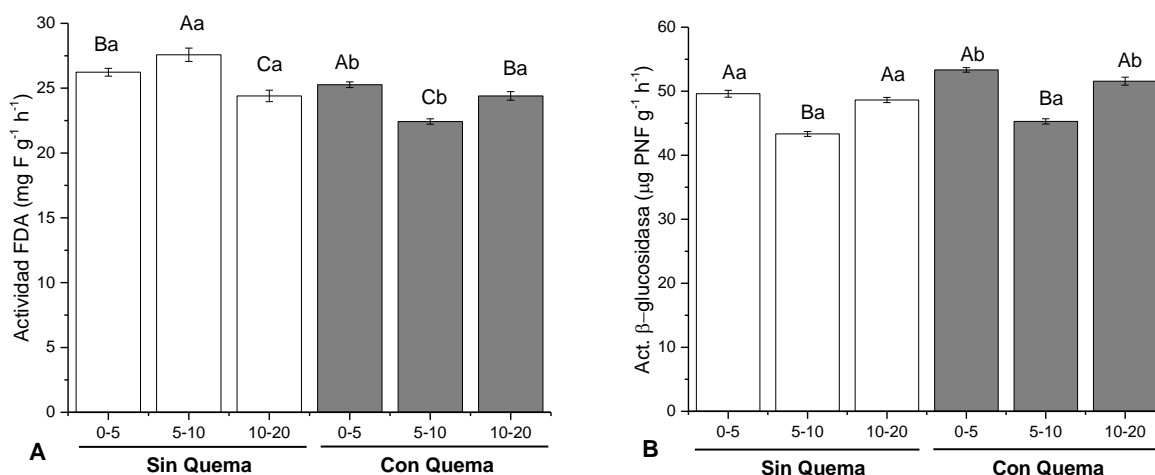 Actividad FDA (mg F g⁻¹ h⁻¹)
30
25
20
15
10
5
0
Ba
Aa
Ca
Ab
Cb
Ba
0-5
5-10
10-20
0-5
5-10
10-20
Sin Quema
Con Quema
A
Act. β−glucosidasa (μg PNF g⁻¹ h⁻¹)
60
50
40
30
20
10
0
Aa
Ba
Aa
Ab
Ba
Ab
0-5
5-10
10-20
0-5
5-10
10-20
Sin Quema
Con Quema
B